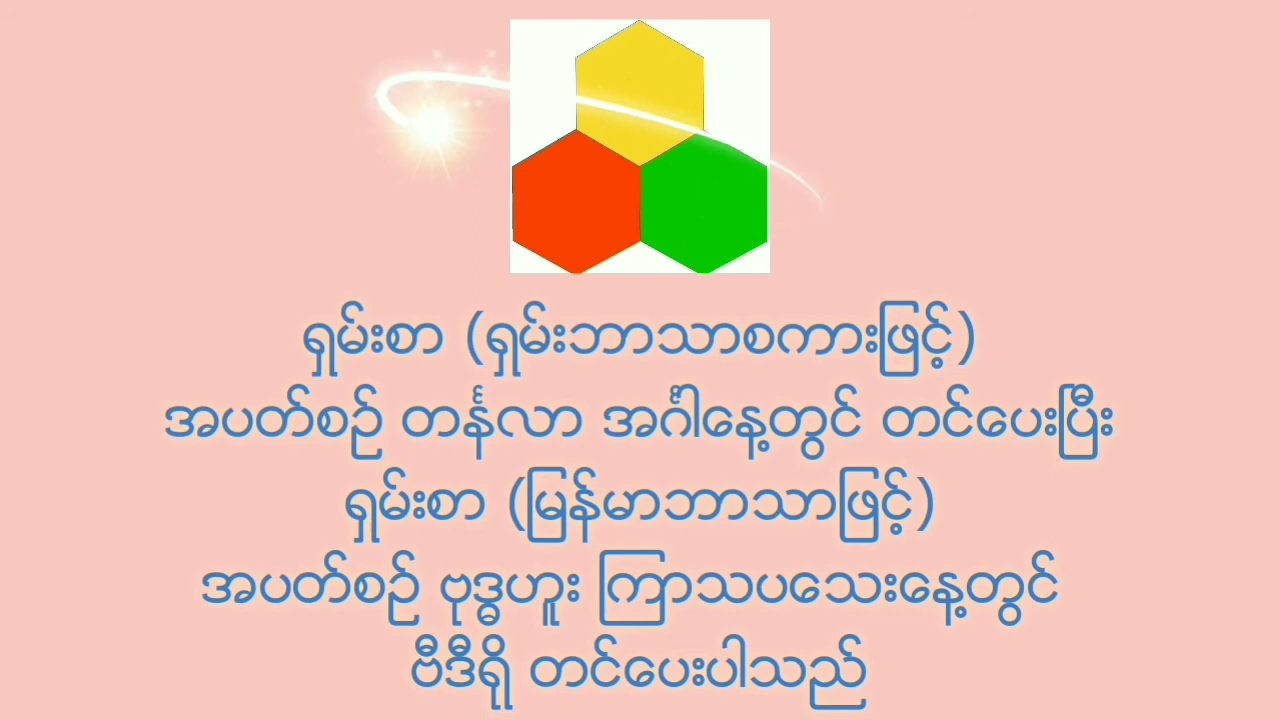 ရှမ်းစာ (ရှမ်းဘာသာစကားဖြင့်)
အပတ်စဉ် တနင်္လာ အင်္ဂါနေ့တွင် တင်ပေးပြီး
ရှမ်းစာ (မြန်မာဘာသာဖြင့်)
အပတ်စဉ် ဗုဒ္ဓဟူး ကြာသပသေးနေ့တွင်
ဗီဒီရို တင်ပေးပါသည်